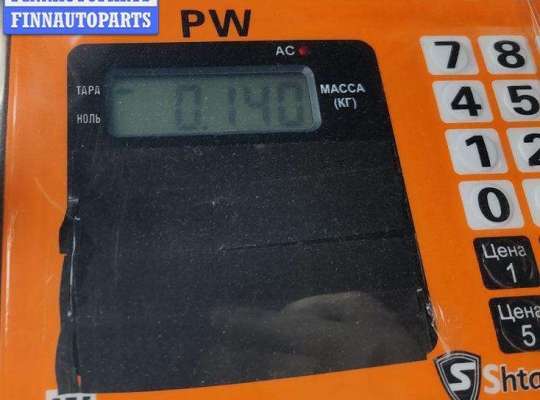 FINNAUTOPARTS
FINNAUTOPARTS
PW
AC
ТАРА
НОЛЬ
0.140
МАССА
(КГ)
7 8
4 5
1 2
0
Цена
1
Цена
5
S Shto